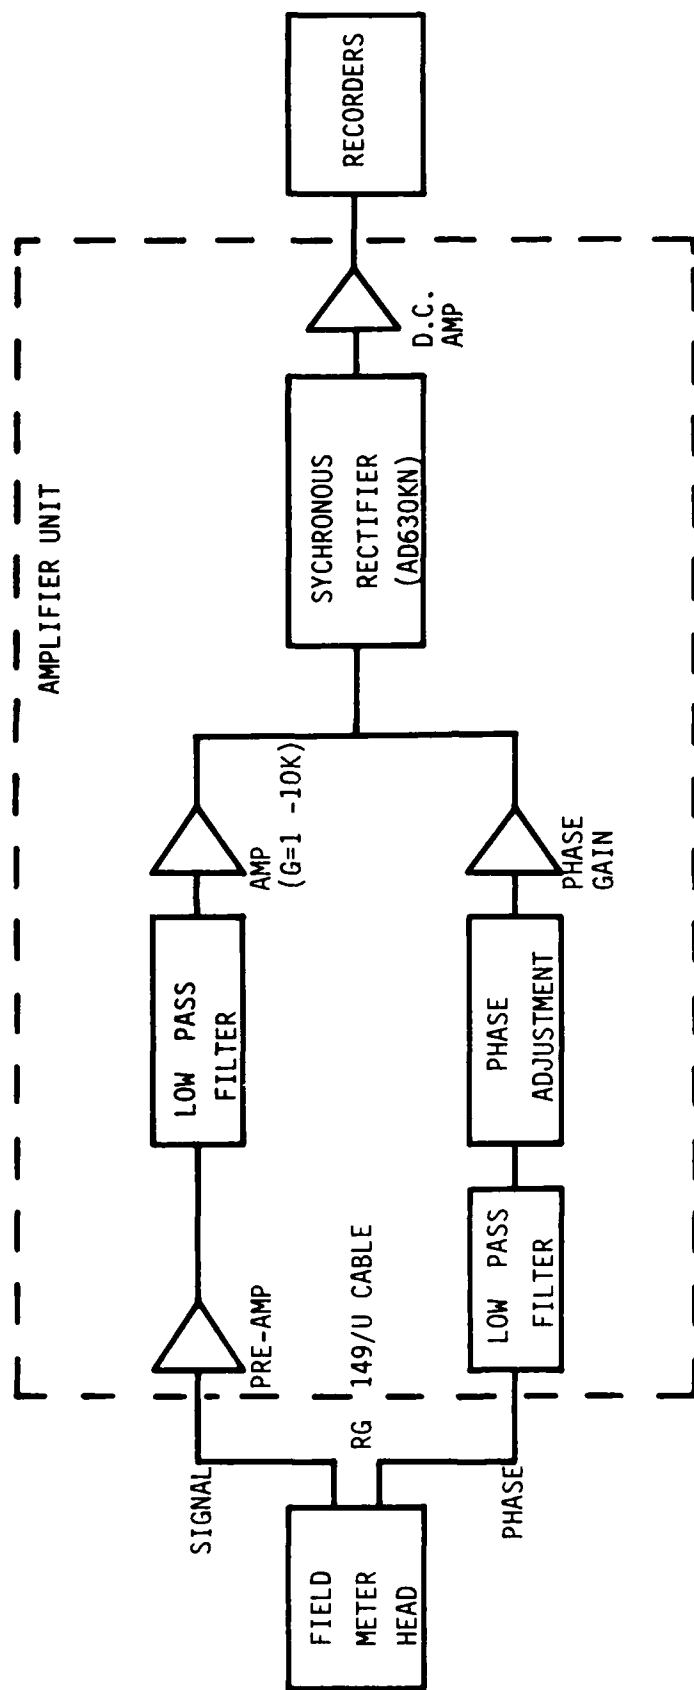 AMPLIFIER UNIT
FIELD
METER
HEAD
SIGNAL
PHASE
RG 149/U CABLE
PRE-AMP
LOW PASS
FILTER
AMP
(G=1 -10K)
LOW PASS
FILTER
PHASE
ADJUSTMENT
PHASE
GAIN
SYCHRONOUS
RECTIFIER
(AD630KN)
D.C.
AMP
RECORDERS